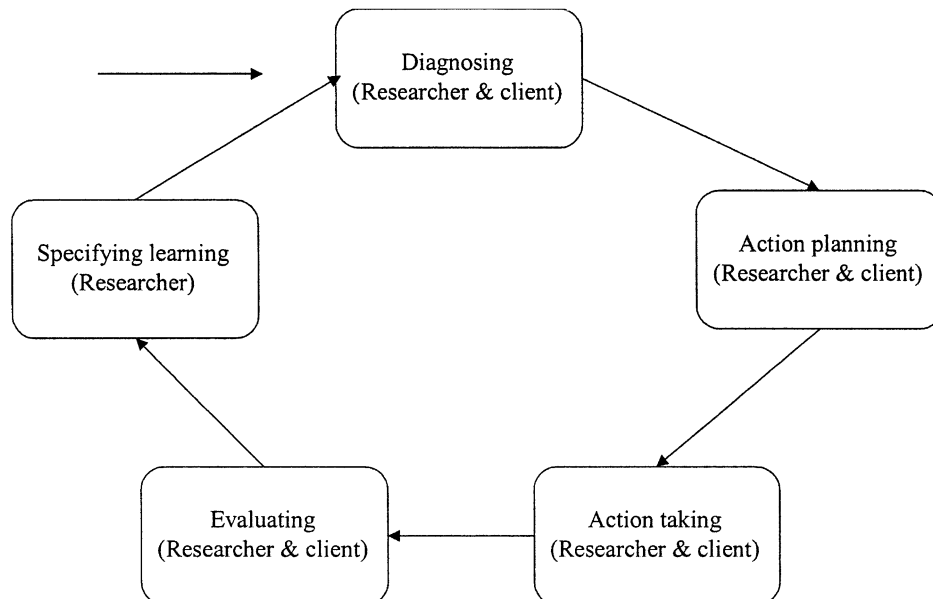 Diagnosing
(Researcher & client)
Action planning
(Researcher & client)
Action taking
(Researcher & client)
Evaluating
(Researcher & client)
Specifying learning
(Researcher)